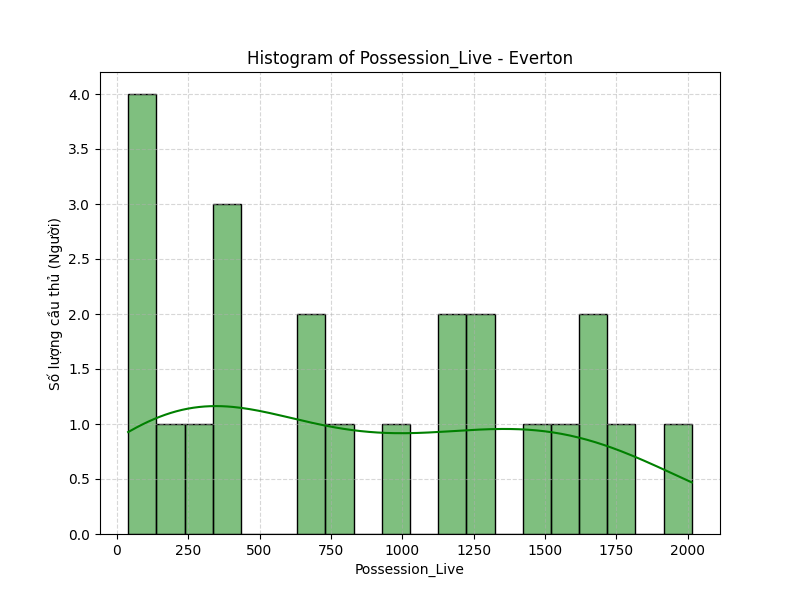 Histogram of Possession_Live - Everton
Số lượng cầu thủ (Người)
4.0
3.5
3.0
2.5
2.0
1.5
1.0
0.5
0.0
0 250 500 750 1000 1250 1500 1750 2000
Possession_Live